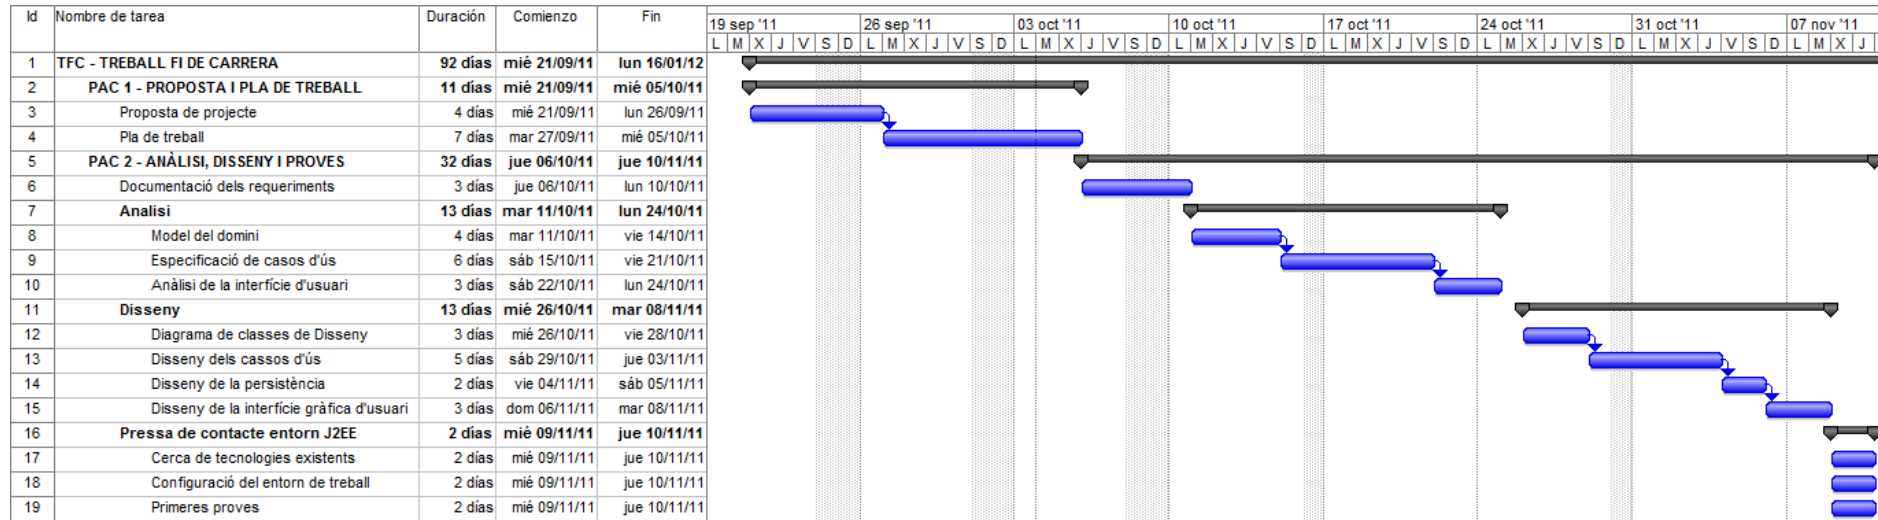 Id Nombre de tarea Duración Comienzo Fin
19 sep '11 26 sep '11 03 oct '11 10 oct '11 17 oct '11 24 oct '11 31 oct '11 07 nov '11
L M X J V S D L M X J V S D L M X J V S D L M X J V S D L M X J V S D L M X J V S D L M X J V S D L M X J
1 TFC - TREBALL FI DE CARRERA 92 días mié 21/09/11 lun 16/01/12
2 PAC 1 - PROPOSTA I PLA DE TREBALL 11 días mié 21/09/11 mié 05/10/11
3 Proposta de projecte 4 días mié 21/09/11 lun 26/09/11
4 Pla de treball 7 días mar 27/09/11 mié 05/10/11
5 PAC 2 - ANÀLISI, DISSENY I PROVES 32 días jue 06/10/11 jue 10/11/11
6 Documentació dels requeriments 3 días jue 06/10/11 lun 10/10/11
7 Analisi 13 días mar 11/10/11 lun 24/10/11
8 Model del domini 4 días mar 11/10/11 vie 14/10/11
9 Especificació de casos d'ús 6 días sáb 15/10/11 vie 21/10/11
10 Anàlisi de la interfície d'usuari 3 días sáb 22/10/11 lun 24/10/11
11 Disseny 13 días mié 26/10/11 mar 08/11/11
12 Diagrama de classes de Disseny 3 días mié 26/10/11 vie 28/10/11
13 Disseny dels cassos d'ús 5 días sáb 29/10/11 jue 03/11/11
14 Disseny de la persistència 2 días vie 04/11/11 sáb 05/11/11
15 Disseny de la interfície gràfica d'usuari 3 días dom 06/11/11 mar 08/11/11
16 Pressa de contacte entorn J2EE 2 días mié 09/11/11 jue 10/11/11
17 Cerca de tecnologies existents 2 días mié 09/11/11 jue 10/11/11
18 Configuració del entorn de treball 2 días mié 09/11/11 jue 10/11/11
19 Primeres proves 2 días mié 09/11/11 jue 10/11/11